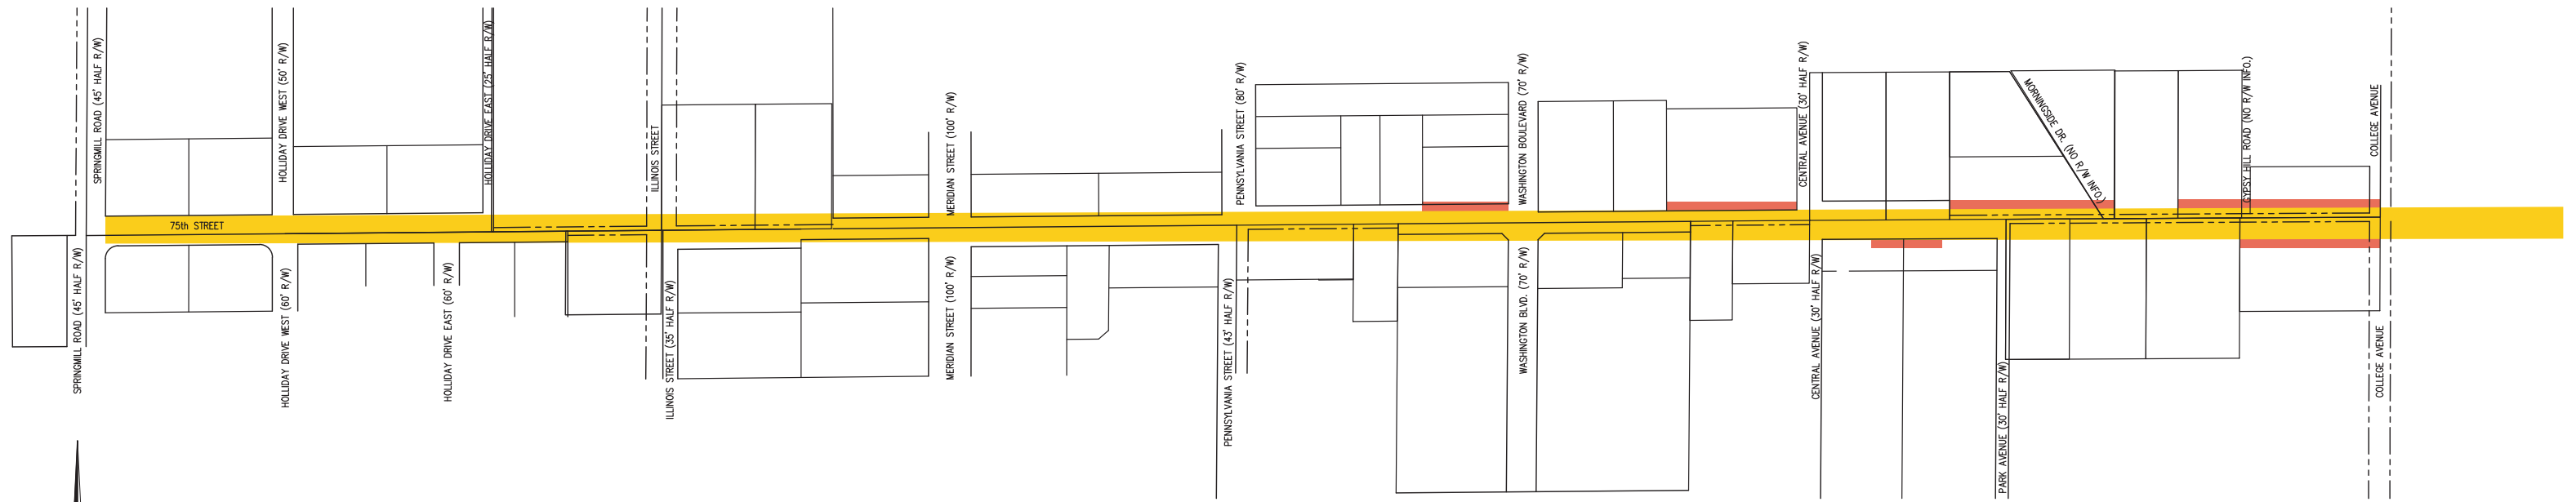 SPRINGMILL ROAD (45' HALF R/W)
HOLLIDAY DRIVE WEST (50' R/W)
HOLLIDAY DRIVE EAST (25' HALF R/W)
ILLINOIS STREET
MERIDIAN STREET (100' R/W)
PENNSYLVANIA STREET (80' R/W)
WASHINGTON BOULEVARD (70' R/W)
CENTRAL AVENUE (30' HALF R/W)
MORNINGSIDE DR. (NO R/W INFO.)
GYPSY HILL ROAD (NO R/W INFO.)
COLLEGE AVENUE
75th STREET
SPRINGMILL ROAD (45' HALF R/W)
HOLLIDAY DRIVE WEST (60' R/W)
HOLLIDAY DRIVE EAST (60' R/W)
ILLINOIS STREET (35' HALF R/W)
MERIDIAN STREET (100' R/W)
PENNSYLVANIA STREET (43' HALF R/W)
WASHINGTON BLVD. (70' R/W)
CENTRAL AVENUE (30' HALF R/W)
PARK AVENUE (30' HALF R/W)
COLLEGE AVENUE